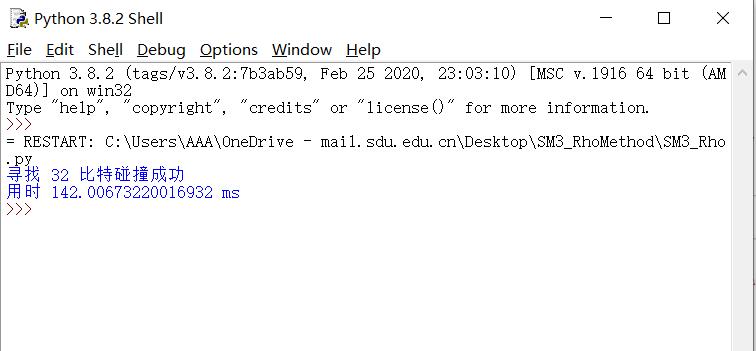 Python 3.8.2 Shell
File Edit Shell Debug Options Window Help
Python 3.8.2 (tags/v3.8.2:7b3ab59, Feb 25 2020, 23:03:10) [MSC v.1916 64 bit (AM
D64)] on win32
Type "help", "copyright", "credits" or "license()" for more information.
>>>
= RESTART: C:\Users\AAA\OneDrive - mail.sdu.edu.cn\Desktop\SM3_RhoMethod\SM3_Rho
.py
寻找 32 比特碰撞成功
用时 142.00673220016932 ms
>>>